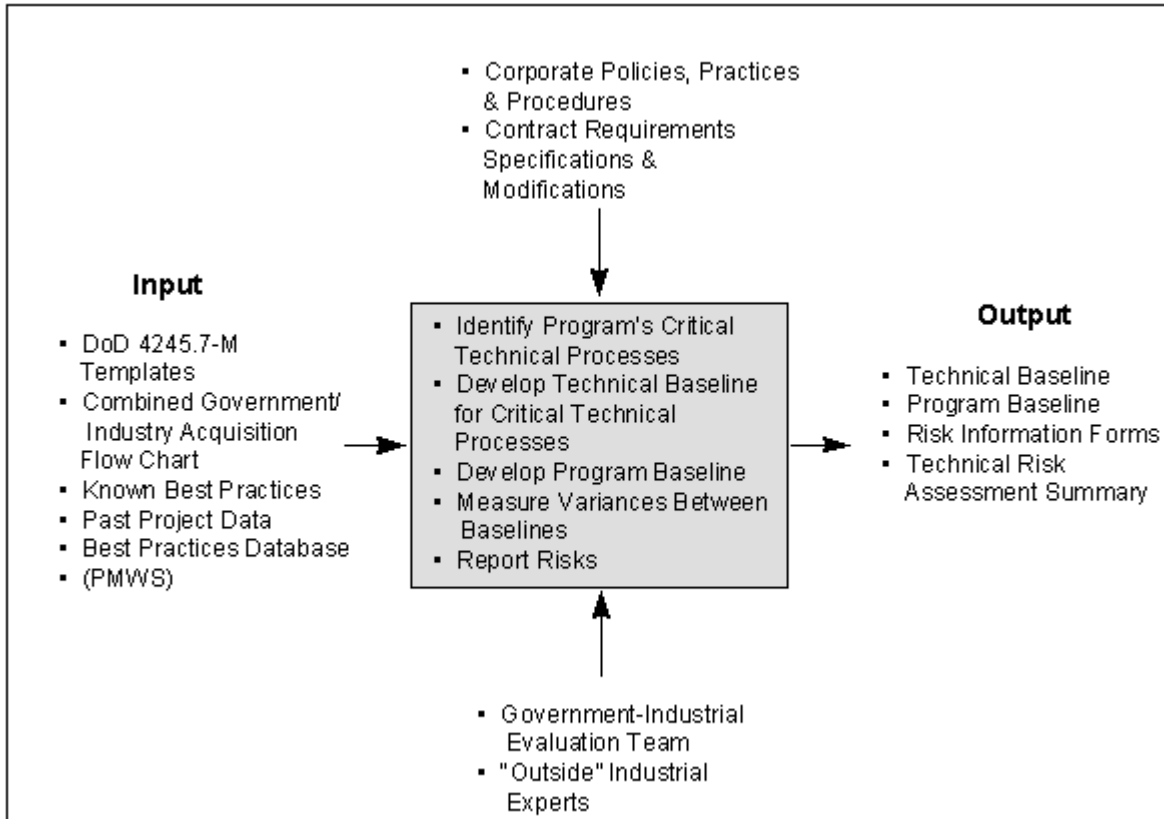 ▪ Corporate Policies, Practices
& Procedures
▪ Contract Requirements
Specifications &
Modifications
Input
▪ DoD 4245.7-M
Templates
▪ Combined Government/
Industry Acquisition
Flow Chart
▪ Known Best Practices
▪ Past Project Data
▪ Best Practices Database
▪ (PMWS)
▪ Identify Program's Critical
Technical Processes
▪ Develop Technical Baseline
for Critical Technical
Processes
▪ Develop Program Baseline
▪ Measure Variances Between
Baselines
▪ Report Risks
Output
▪ Technical Baseline
▪ Program Baseline
▪ Risk Information Forms
▪ Technical Risk
Assessment Summary
▪ Government-Industrial
Evaluation Team
▪ "Outside" Industrial
Experts